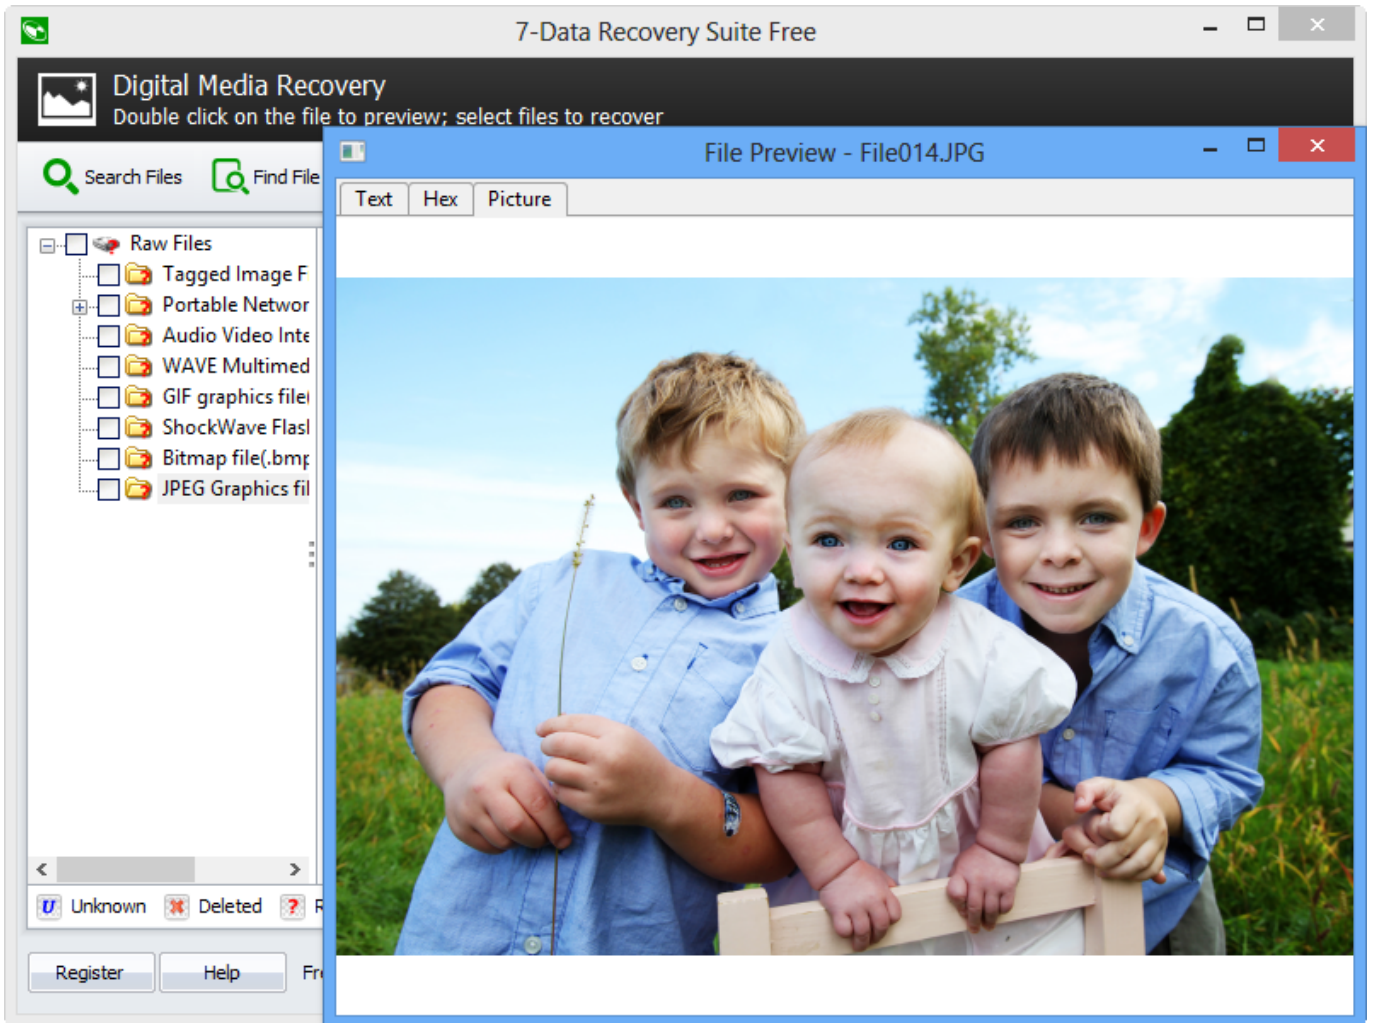 7-Data Recovery Suite Free
Digital Media Recovery
Double click on the file to preview; select files to recover
Search Files
Find File
File Preview - File014.JPG
Text
Hex
Picture
Raw Files
Tagged Image F
Portable Networ
Audio Video Inte
WAVE Multimed
GIF graphics file(
ShockWave Flas
Bitmap file(.bmp
JPEG Graphics fil
U Unknown
Deleted
? R
Register
Help
Fr